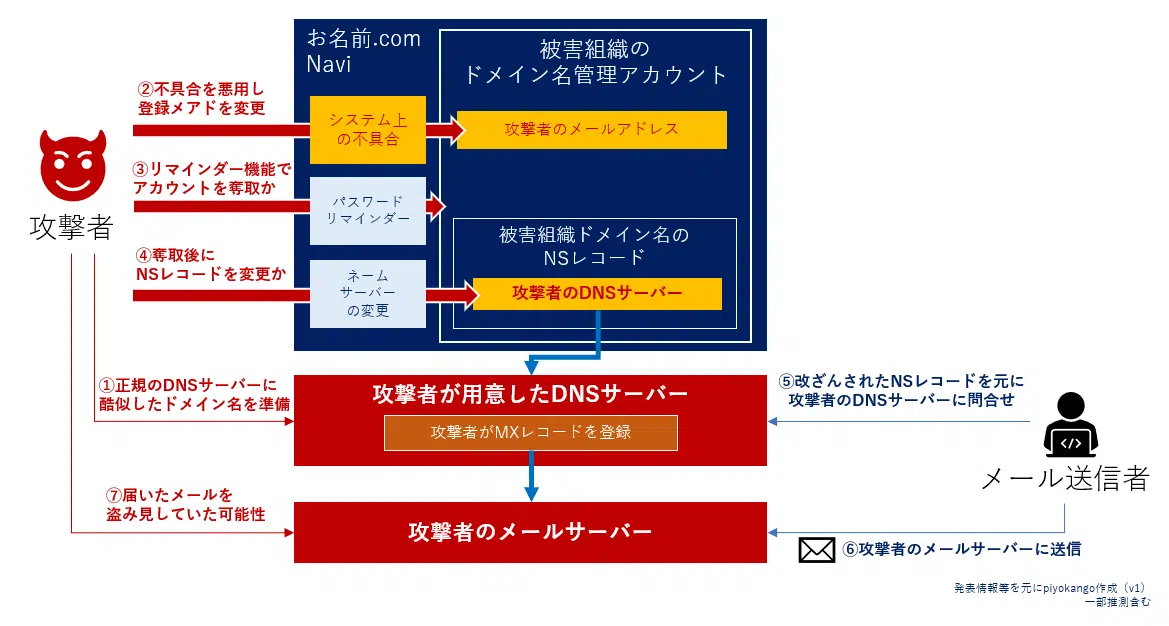 お名前.com
Navi
被害組織の
ドメイン名管理アカウント
②不具合を悪用し
登録メアドを変更
システム上
の不具合
攻撃者のメールアドレス
③リマインダー機能で
アカウントを奪取か
パスワード
リマインダー
攻撃者
被害組織ドメイン名の
NSレコード
④奪取後に
NSレコードを変更か
ネーム
サーバー
の変更
攻撃者のDNSサーバー
①正規のDNSサーバーに
酷似したドメイン名を準備
攻撃者が用意したDNSサーバー
攻撃者がMXレコードを登録
⑤改ざんされたNSレコードを元に
攻撃者のDNSサーバーに問合せ
メール送信者
⑦届いたメールを
盗み見していた可能性
攻撃者のメールサーバー
⑥攻撃者のメールサーバーに送信
発表情報等を元にpiyokango作成（v1）
一部推測含む